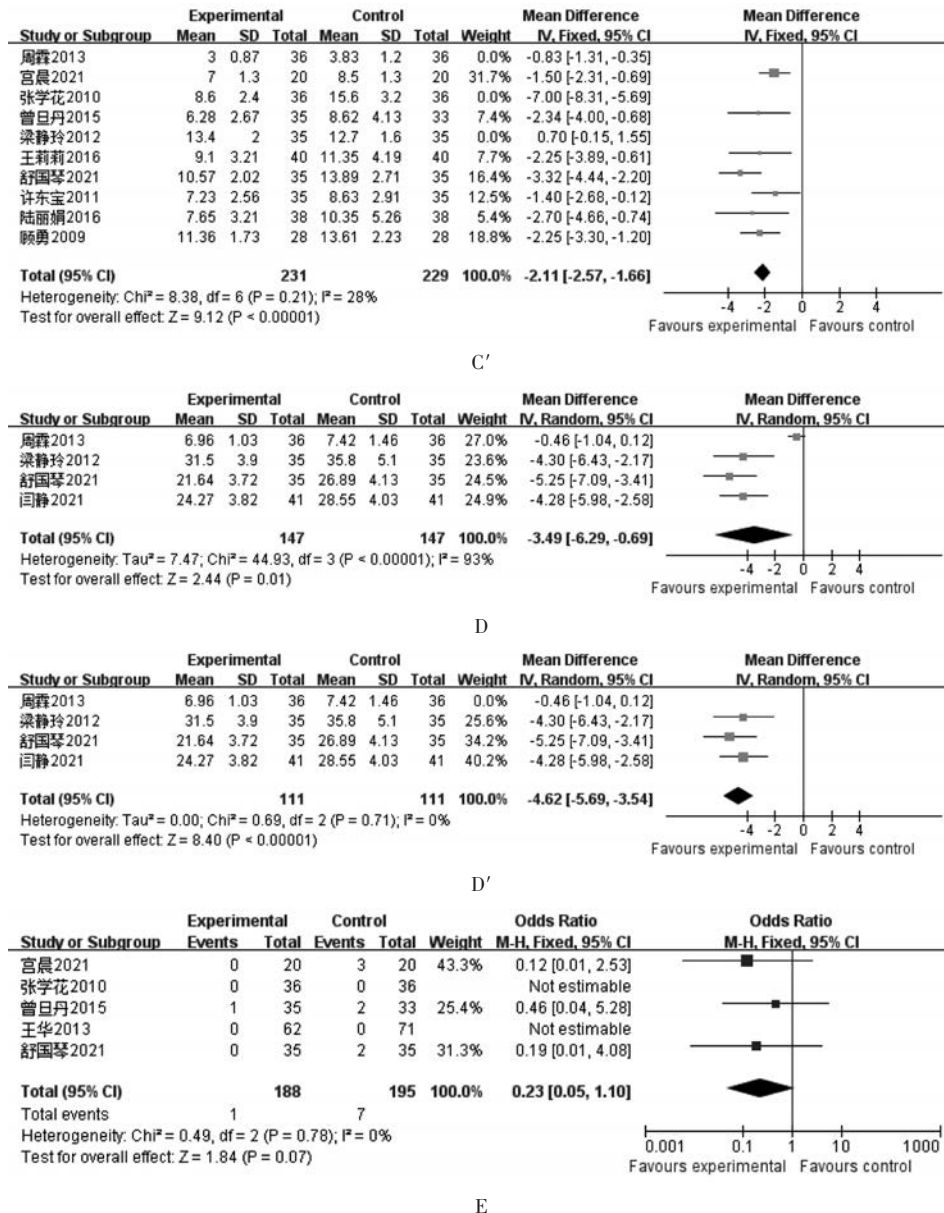 Experimental Control Mean Difference Mean Difference
Study or Subgroup Mean SD Total Mean SD Total Weight IV, Fixed, 95% CI IV, Fixed, 95% CI
周霖2013 3 0.87 36 3.83 1.2 36 0.0% -0.83 [-1.31, -0.35]
宫晨2021 7 1.3 20 8.5 1.3 20 31.7% -1.50 [-2.31, -0.69]
张学花2010 8.6 2.4 36 15.6 3.2 36 0.0% -7.00 [-8.31, -5.69]
曾旦丹2015 6.28 2.67 35 8.62 4.13 33 7.4% -2.34 [-4.00, -0.68]
梁静玲2012 13.4 2 35 12.7 1.6 35 0.0% 0.70 [-0.15, 1.55]
王莉莉2016 9.1 3.21 40 11.35 4.19 40 7.7% -2.25 [-3.89, -0.61]
舒国琴2021 10.57 2.02 35 13.89 2.71 35 16.4% -3.32 [-4.44, -2.20]
许东宝2011 7.23 2.56 35 8.63 2.91 35 12.6% -1.40 [-2.68, -0.12]
陆丽娟2016 7.65 3.21 38 10.35 5.26 38 5.4% -2.70 [-4.66, -0.74]
顾勇2009 11.36 1.73 28 13.61 2.23 28 18.8% -2.25 [-3.30, -1.20]
Total (95% CI) 231 229 100.0% -2.11 [-2.57, -1.66]
Heterogeneity: Chi² = 8.38, df = 6 (P = 0.21); I² = 28%
Test for overall effect: Z = 9.12 (P < 0.00001)
-4 -2 0 2 4
Favours experimental Favours control
C′
Experimental Control Mean Difference Mean Difference
Study or Subgroup Mean SD Total Mean SD Total Weight IV, Random, 95% CI IV, Random, 95% CI
周霖2013 6.96 1.03 36 7.42 1.46 36 27.0% -0.46 [-1.04, 0.12]
梁静玲2012 31.5 3.9 35 35.8 5.1 35 23.6% -4.30 [-6.43, -2.17]
舒国琴2021 21.64 3.72 35 26.89 4.13 35 24.5% -5.25 [-7.09, -3.41]
闫静2021 24.27 3.82 41 28.55 4.03 41 24.9% -4.28 [-5.98, -2.58]
Total (95% CI) 147 147 100.0% -3.49 [-6.29, -0.69]
Heterogeneity: Tau² = 7.47; Chi² = 44.93, df = 3 (P < 0.00001); I² = 93%
Test for overall effect: Z = 2.44 (P = 0.01)
-4 -2 0 2 4
Favours experimental Favours control
D
Experimental Control Mean Difference Mean Difference
Study or Subgroup Mean SD Total Mean SD Total Weight IV, Random, 95% CI IV, Random, 95% CI
周霖2013 6.96 1.03 36 7.42 1.46 36 0.0% -0.46 [-1.04, 0.12]
梁静玲2012 31.5 3.9 35 35.8 5.1 35 25.6% -4.30 [-6.43, -2.17]
舒国琴2021 21.64 3.72 35 26.89 4.13 35 34.2% -5.25 [-7.09, -3.41]
闫静2021 24.27 3.82 41 28.55 4.03 41 40.2% -4.28 [-5.98, -2.58]
Total (95% CI) 111 111 100.0% -4.62 [-5.69, -3.54]
Heterogeneity: Tau² = 0.00; Chi² = 0.69, df = 2 (P = 0.71); I² = 0%
Test for overall effect: Z = 8.40 (P < 0.00001)
-4 -2 0 2 4
Favours experimental Favours control
D′
Experimental Control Odds Ratio Odds Ratio
Study or Subgroup Events Total Events Total Weight M-H, Fixed, 95% CI M-H, Fixed, 95% CI
宫晨2021 0 20 3 20 43.3% 0.12 [0.01, 2.53]
张学花2010 0 36 0 36 Not estimable
曾旦丹2015 1 35 2 33 25.4% 0.46 [0.04, 5.28]
王华2013 0 62 0 71 Not estimable
舒国琴2021 0 35 2 35 31.3% 0.19 [0.01, 4.08]
Total (95% CI) 188 195 100.0% 0.23 [0.05, 1.10]
Total events 1 7
Heterogeneity: Chi² = 0.49, df = 2 (P = 0.78); I² = 0%
Test for overall effect: Z = 1.84 (P = 0.07)
0.001 0.1 1 10 1000
Favours experimental Favours control
E